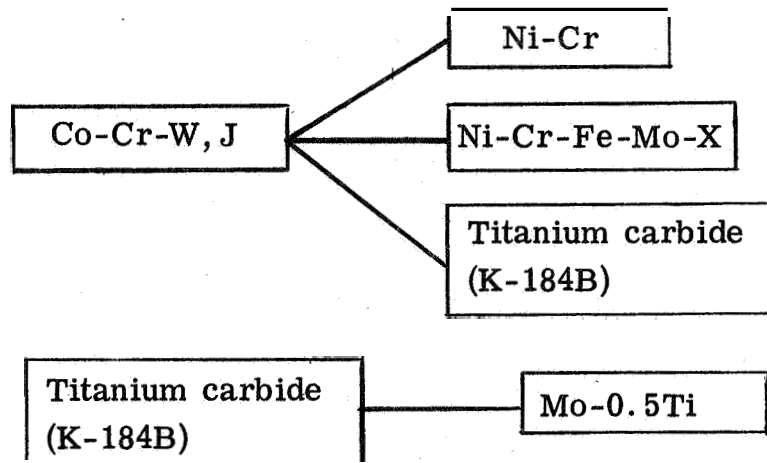 Ni-Cr
Co-Cr-W, J
Ni-Cr-Fe-Mo-X
Titanium carbide
(K-184B)
Titanium carbide
(K-184B)
Mo-0.5Ti